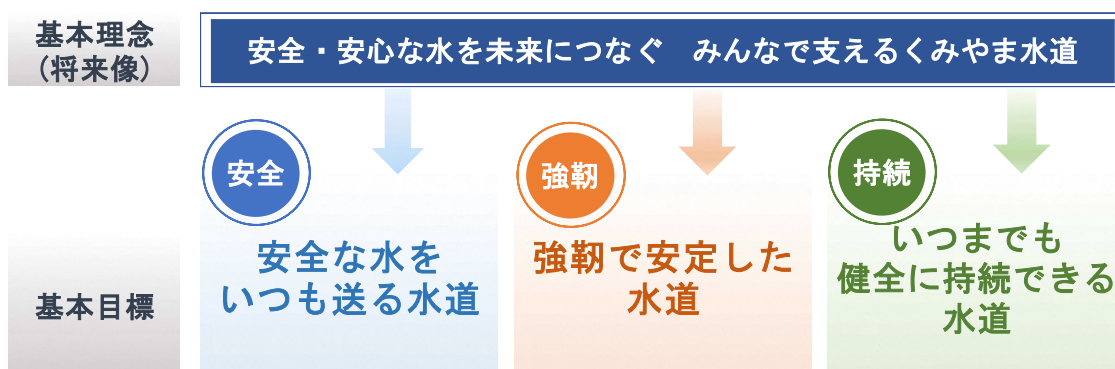 基本理念
(将来像)
安全・安心な水を未来につなぐ　みんなで支えるくみやま水道
安全
強靭
持続
基本目標
安全な水を
いつも送る水道
強靭で安定した
水道
いつまでも
健全に持続できる
水道